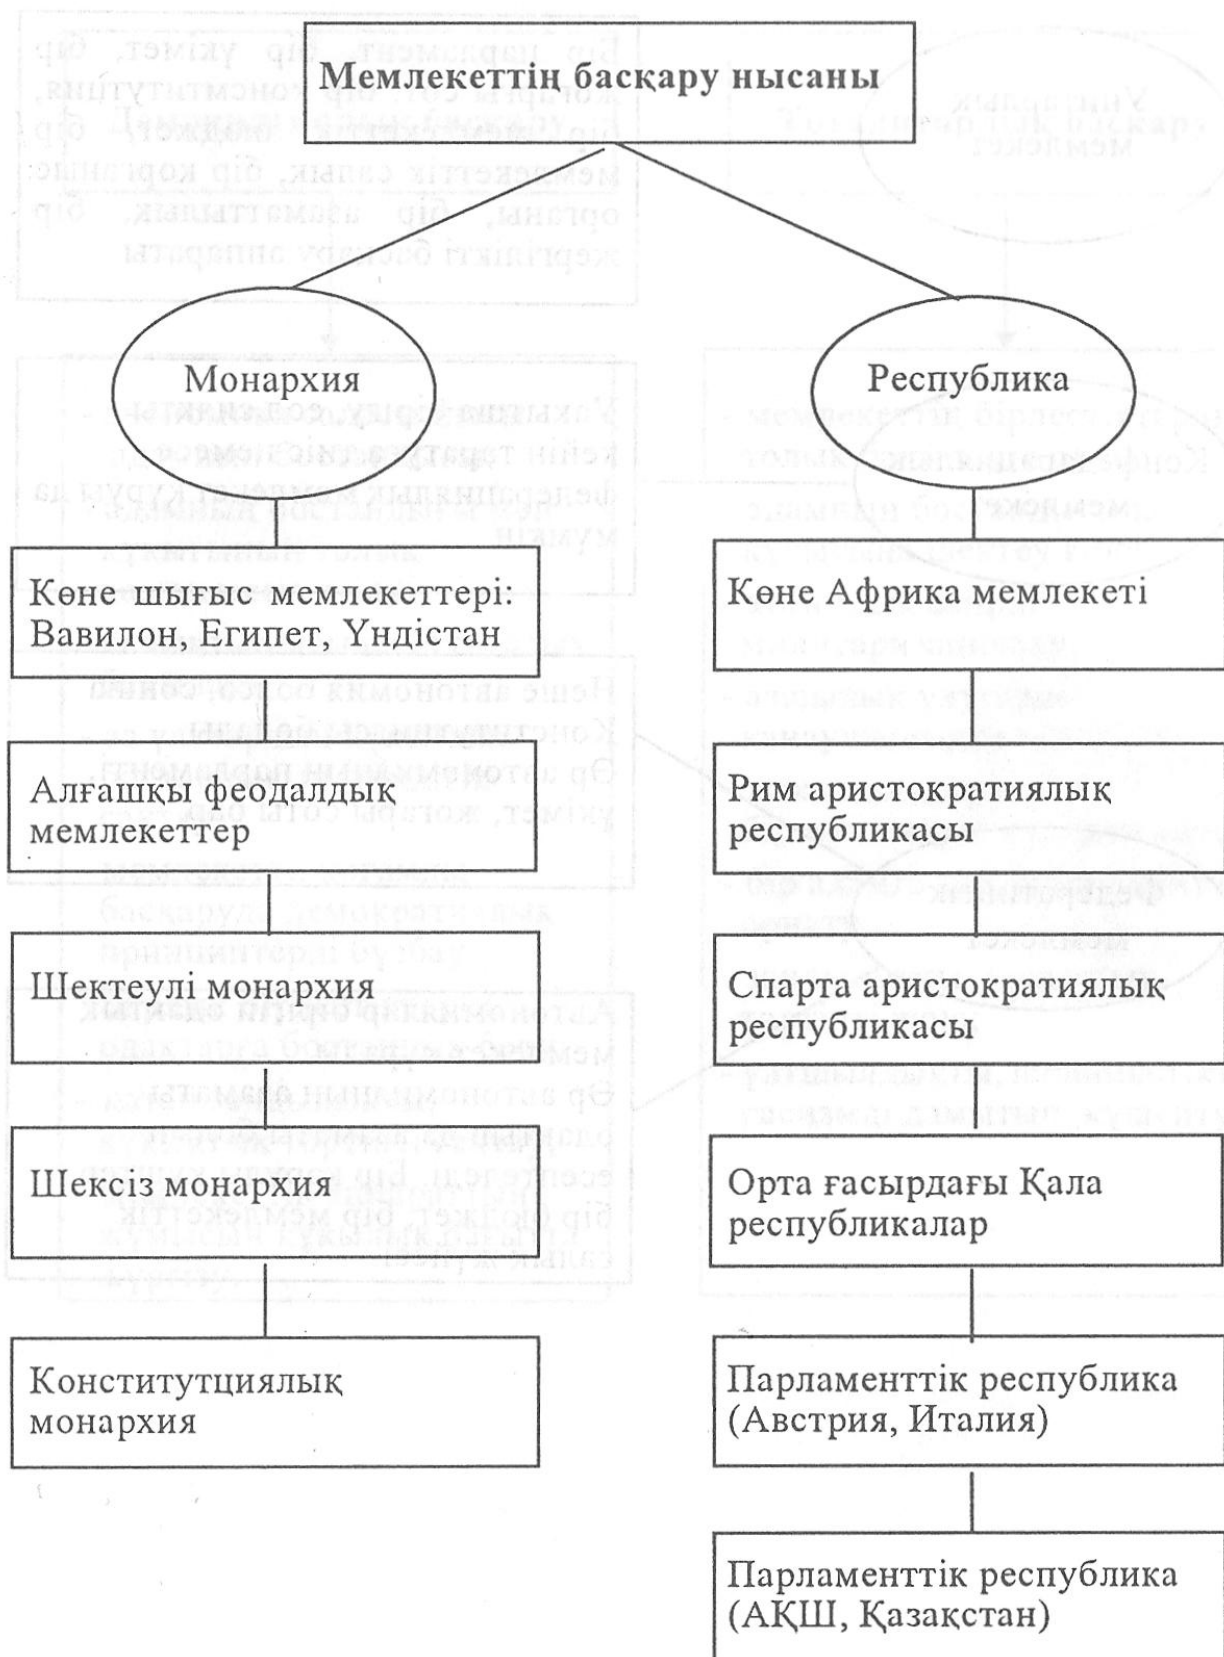 Мемлекеттің басқару нысаны
Монархия
Республика
Көне шығыс мемлекеттері:
Вавилон, Египет, Үндістан
Алғашқы феодалдық
мемлекеттер
Шектеулі монархия
Шексіз монархия
Конститутциялық
монархия
Көне Африка мемлекеті
Рим аристократиялық
республикасы
Спарта аристократиялық
республикасы
Орта ғасырдағы Қала
республикалар
Парламенттік республика
(Австрия, Италия)
Парламенттік республика
(АҚШ, Қазақстан)